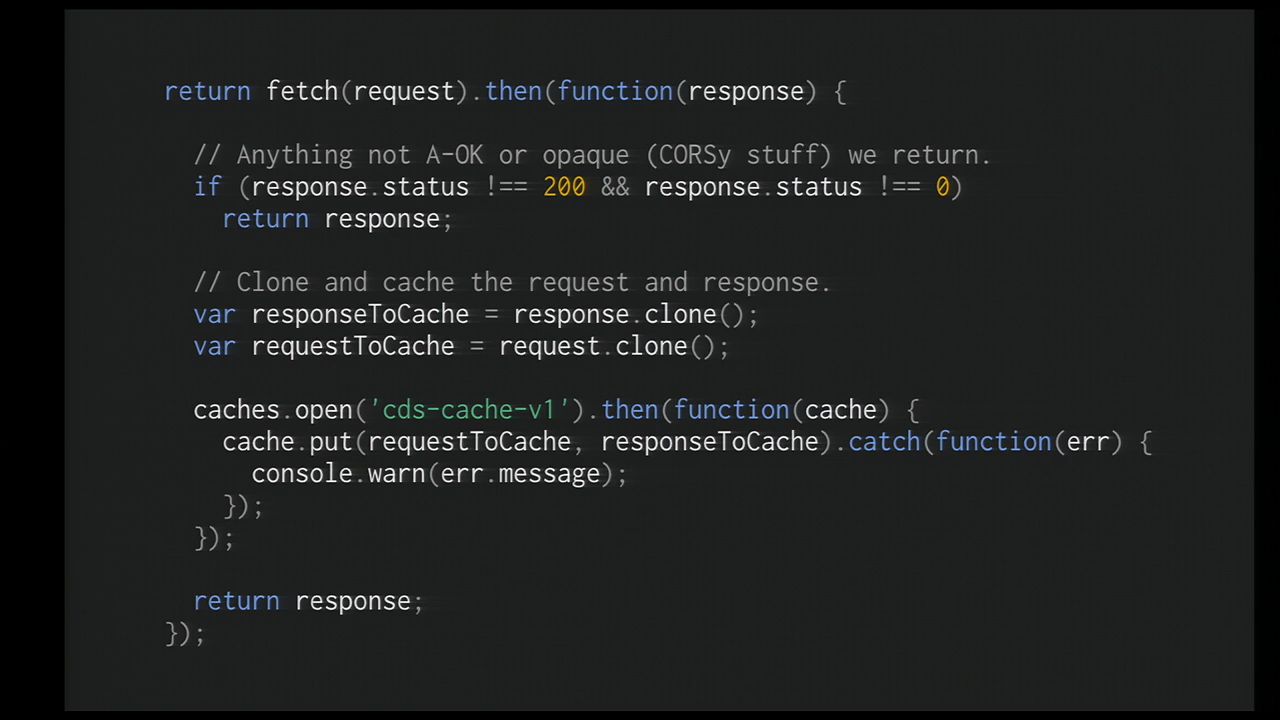 return fetch(request).then(function(response) {
// Anything not A-OK or opaque (CORSy stuff) we return.
if (response.status !== 200 && response.status !== 0)
return response;
// Clone and cache the request and response.
var responseToCache = response.clone();
var requestToCache = request.clone();
caches.open('cds-cache-v1').then(function(cache) {
cache.put(requestToCache, responseToCache).catch(function(err) {
console.warn(err.message);
});
});
return response;
});